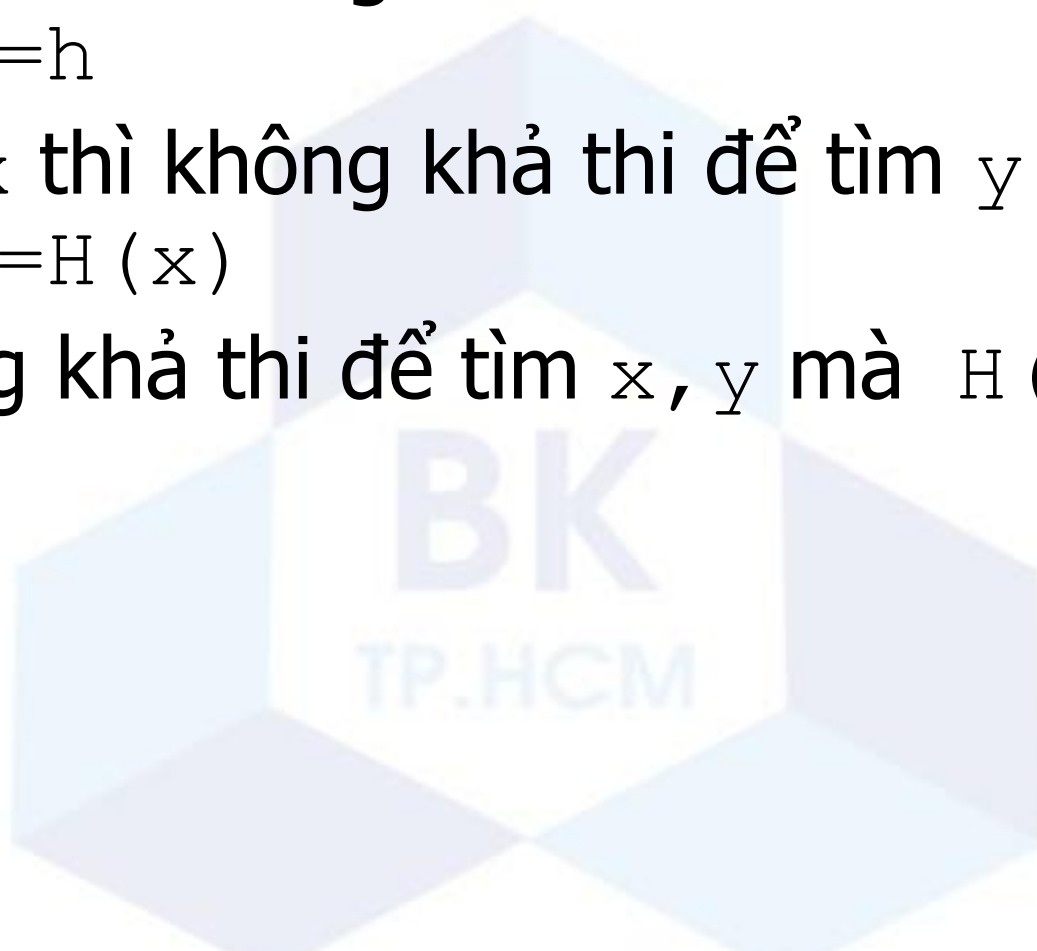 =h
thì không khả thi để tìm y
=H(x)
khả thi để tìm x,y mà H(
BK
TP.HCM